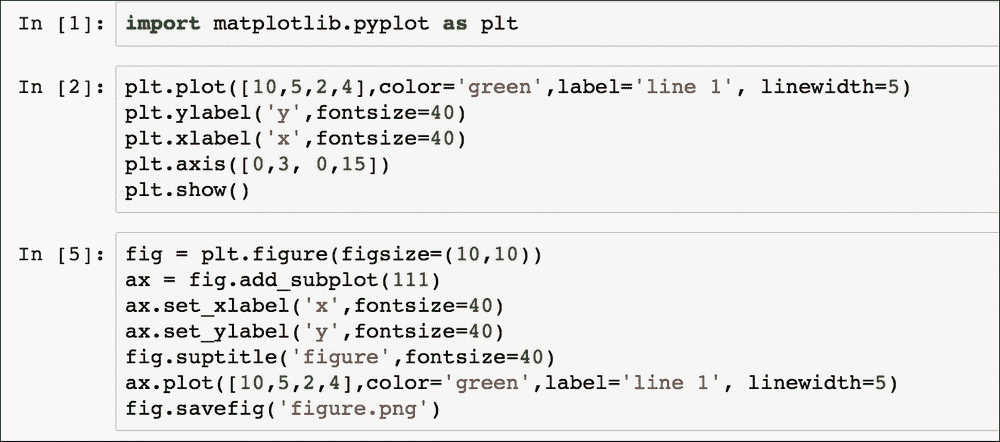 In [1]: import matplotlib.pyplot as plt
In [2]: plt.plot([10,5,2,4],color='green',label='line 1', linewidth=5)
plt.ylabel('y',fontsize=40)
plt.xlabel('x',fontsize=40)
plt.axis([0,3, 0,15])
plt.show()
In [5]: fig = plt.figure(figsize=(10,10))
ax = fig.add_subplot(111)
ax.set_xlabel('x',fontsize=40)
ax.set_ylabel('y',fontsize=40)
fig.suptitle('figure',fontsize=40)
ax.plot([10,5,2,4],color='green',label='line 1', linewidth=5)
fig.savefig('figure.png')